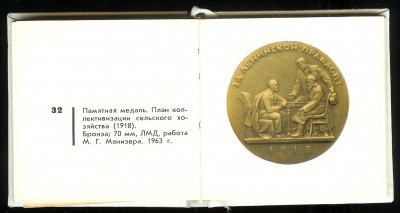 32
Памятная медаль. План кол-
лективизации сельского хо-
зяйства (1918).
Бронза; 70 мм, ЛМД, работа
М. Г. Манизера. 1963 г.
ЗА ЛЕНИНСКОЙ ПРАВДОЙ
1918